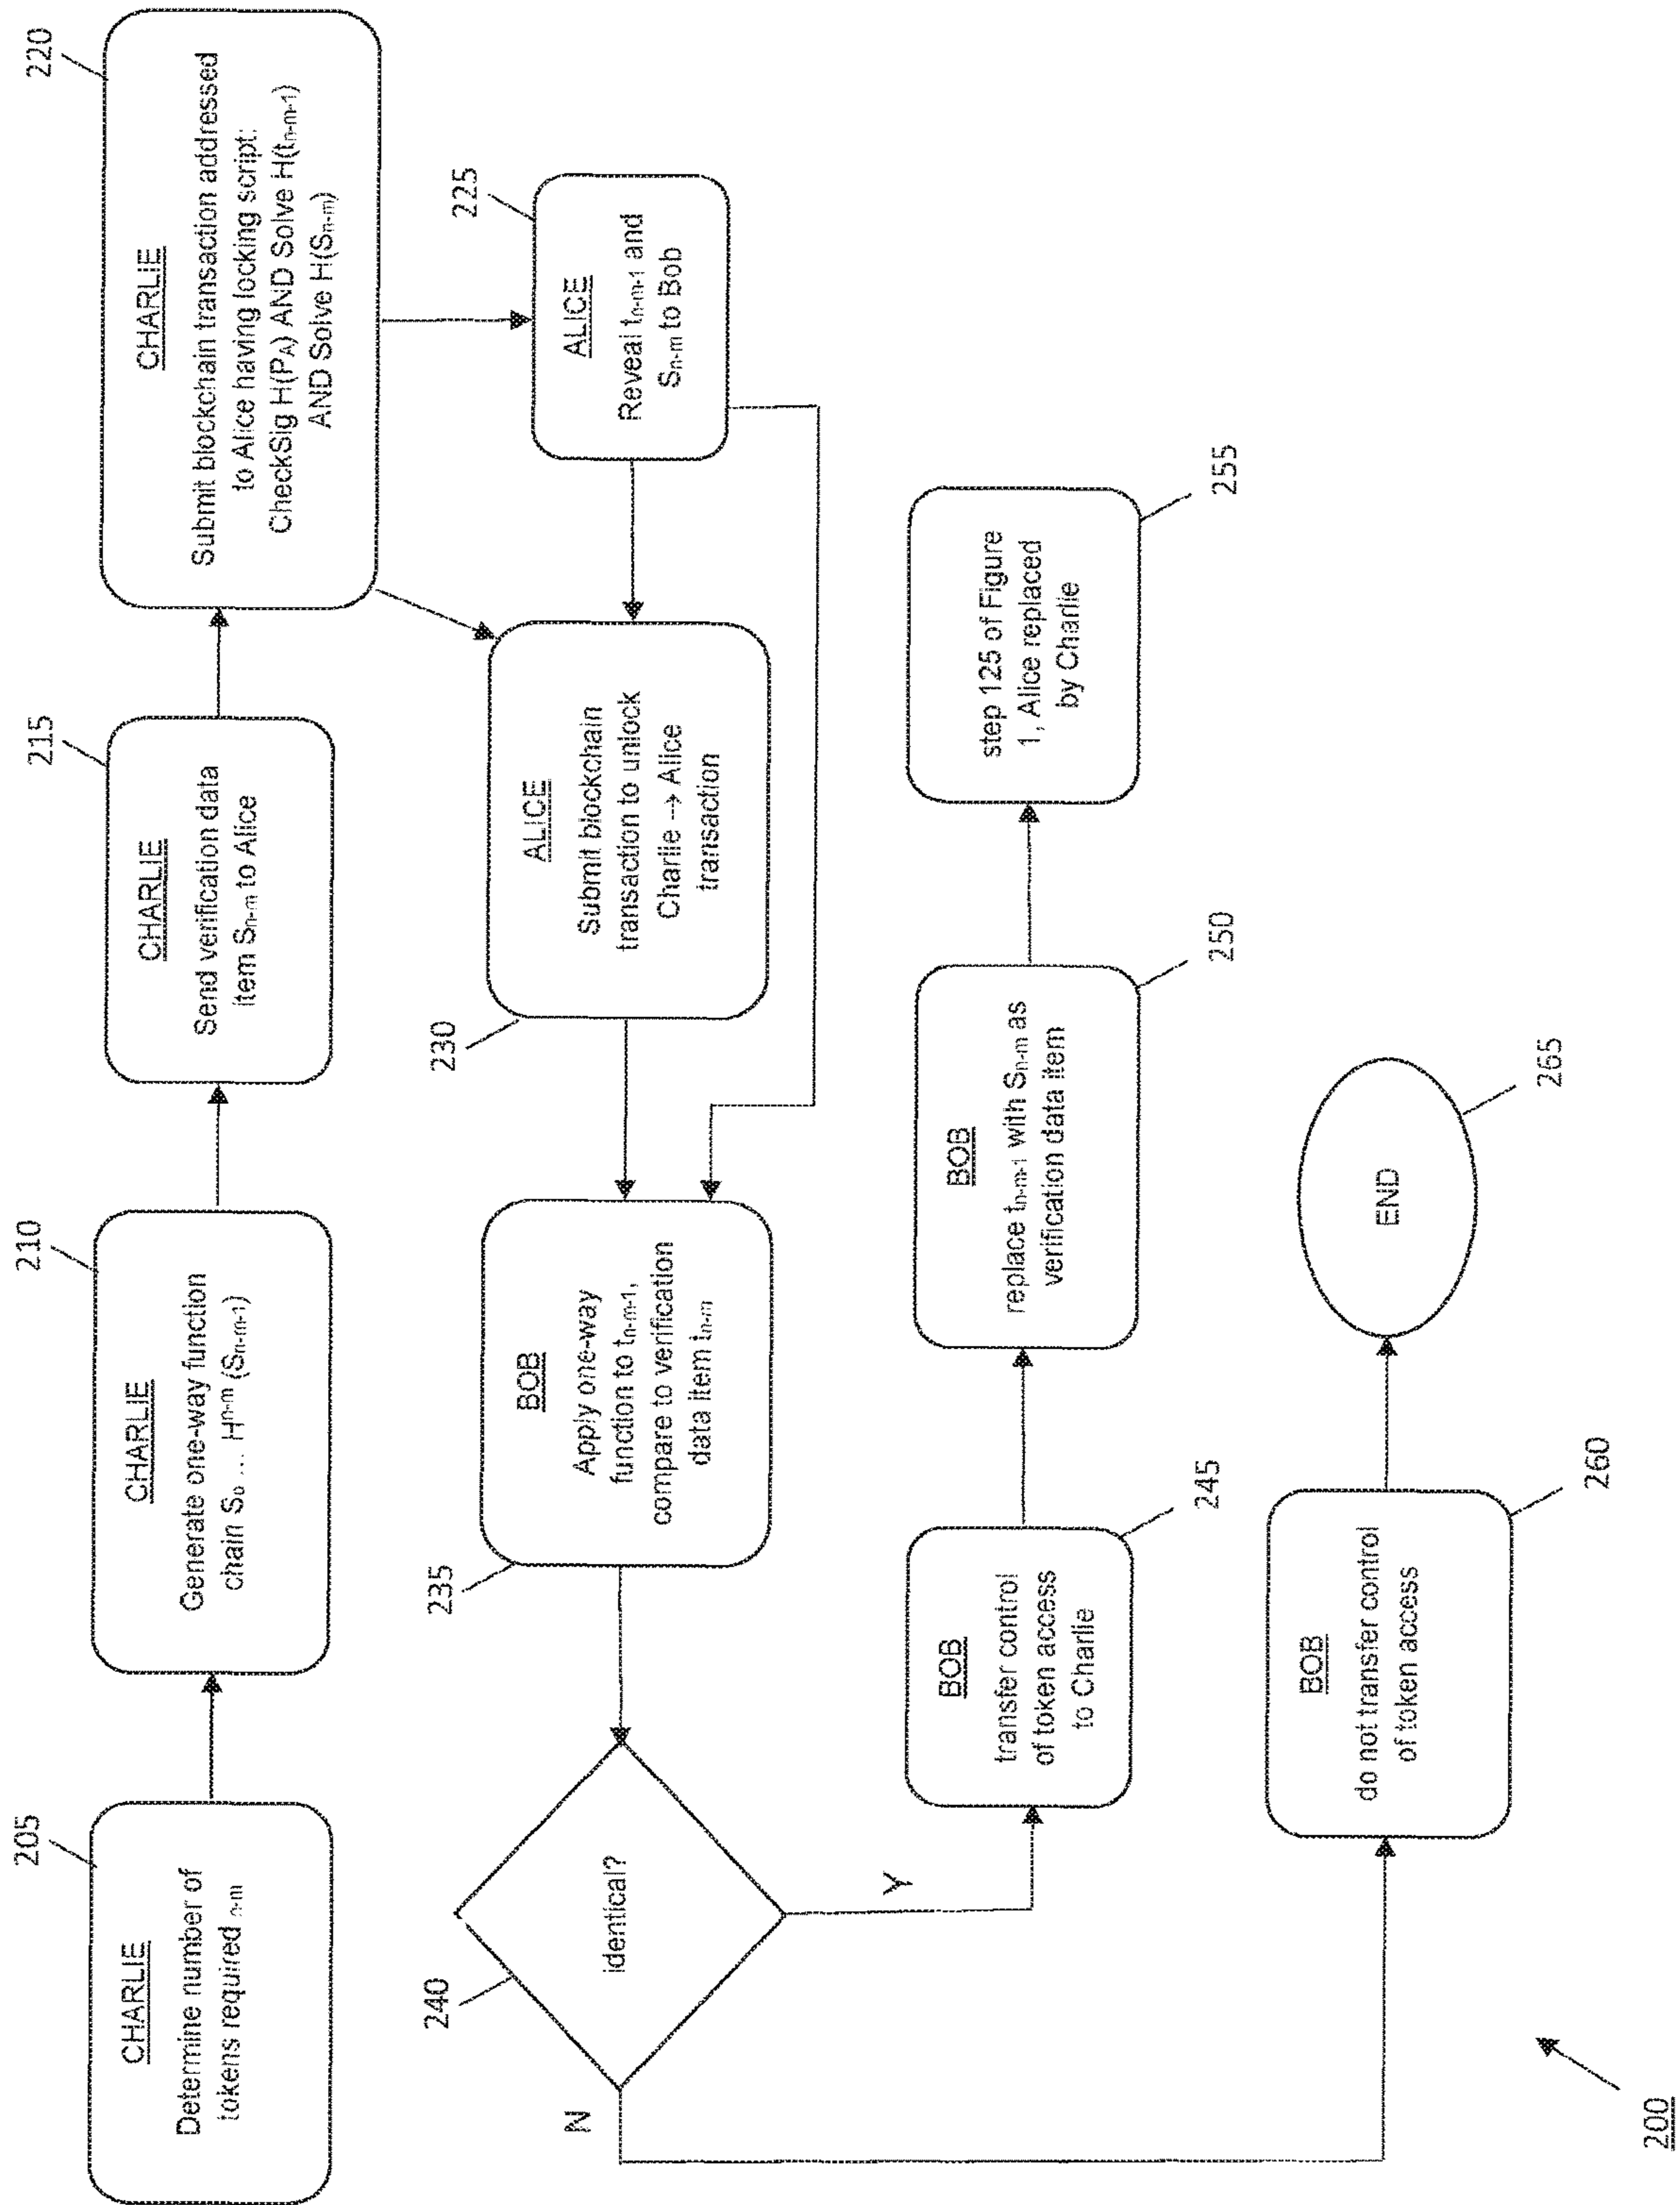 205
CHARLIE
Determine number of
tokens required n-m
210
CHARLIE
Generate one-way function
chain S₀ ... Hⁿ⁻ᵐ (Sₙ₋ₘ₋₁)
215
CHARLIE
Send verification data
item Sₙ₋ₘ to Alice
220
CHARLIE
Submit blockchain transaction addressed
to Alice having locking script:
CheckSig H(P_A) AND Solve H(tₙ₋ₘ₋₁)
AND Solve H(Sₙ₋ₘ)
225
ALICE
Reveal tₙ₋ₘ₋₁ and
Sₙ₋ₘ to Bob
230
ALICE
Submit blockchain
transaction to unlock
Charlie → Alice
transaction
235
BOB
Apply one-way
function to tₙ₋ₘ₋₁,
compare to verification
data item tₙ₋ₘ
240
identical?
Y
N
245
BOB
transfer control
of token access
to Charlie
250
BOB
replace tₙ₋ₘ₋₁ with Sₙ₋ₘ as
verification data item
255
step 125 of Figure
1, Alice replaced
by Charlie
260
BOB
do not transfer control
of token access
265
END
200